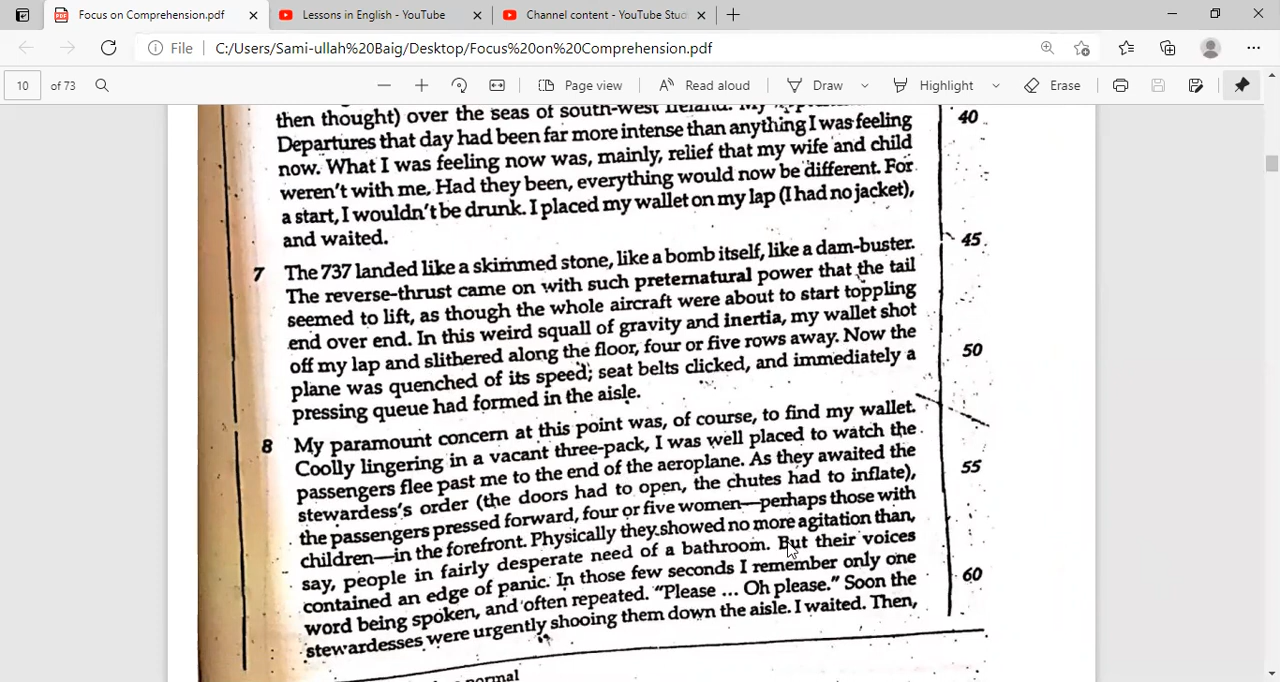 Focus on Comprehension.pdf
Lessons in English - YouTube
Channel content - YouTube Stud
File
C:/Users/Sami-ullah%20Baig/Desktop/Focus%20on%20Comprehension.pdf
10 of 73
Page view
Read aloud
Draw
Highlight
Erase
then thought) over the seas of south-west Ireland. My
Departures that day had been far more intense than anything I was feeling
now. What I was feeling now was, mainly, relief that my wife and child
weren't with me. Had they been, everything would now be different. For
a start, I wouldn't be drunk. I placed my wallet on my lap (I had no jacket),
and waited.
7 The 737 landed like a skimmed stone, like a bomb itself, like a dam-buster.
The reverse-thrust came on with such preternatural power that the tail
seemed to lift, as though the whole aircraft were about to start toppling
end over end. In this weird squall of gravity and inertia, my wallet shot
off my lap and slithered along the floor, four or five rows away. Now the
plane was quenched of its speed; seat belts clicked, and immediately a
pressing queue had formed in the aisle.
8 My paramount concern at this point was, of course, to find my wallet.
Coolly lingering in a vacant three-pack, I was well placed to watch the
passengers flee past me to the end of the aeroplane. As they awaited the
stewardess's order (the doors had to open, the chutes had to inflate),
the passengers pressed forward, four or five women—perhaps those with
children—in the forefront. Physically they showed no more agitation than,
say, people in fairly desperate need of a bathroom. But their voices
contained an edge of panic. In those few seconds I remember only one
word being spoken, and often repeated. "Please ... Oh please." Soon the
stewardesses were urgently shooing them down the aisle. I waited. Then,
normal
40
45
50
55
60